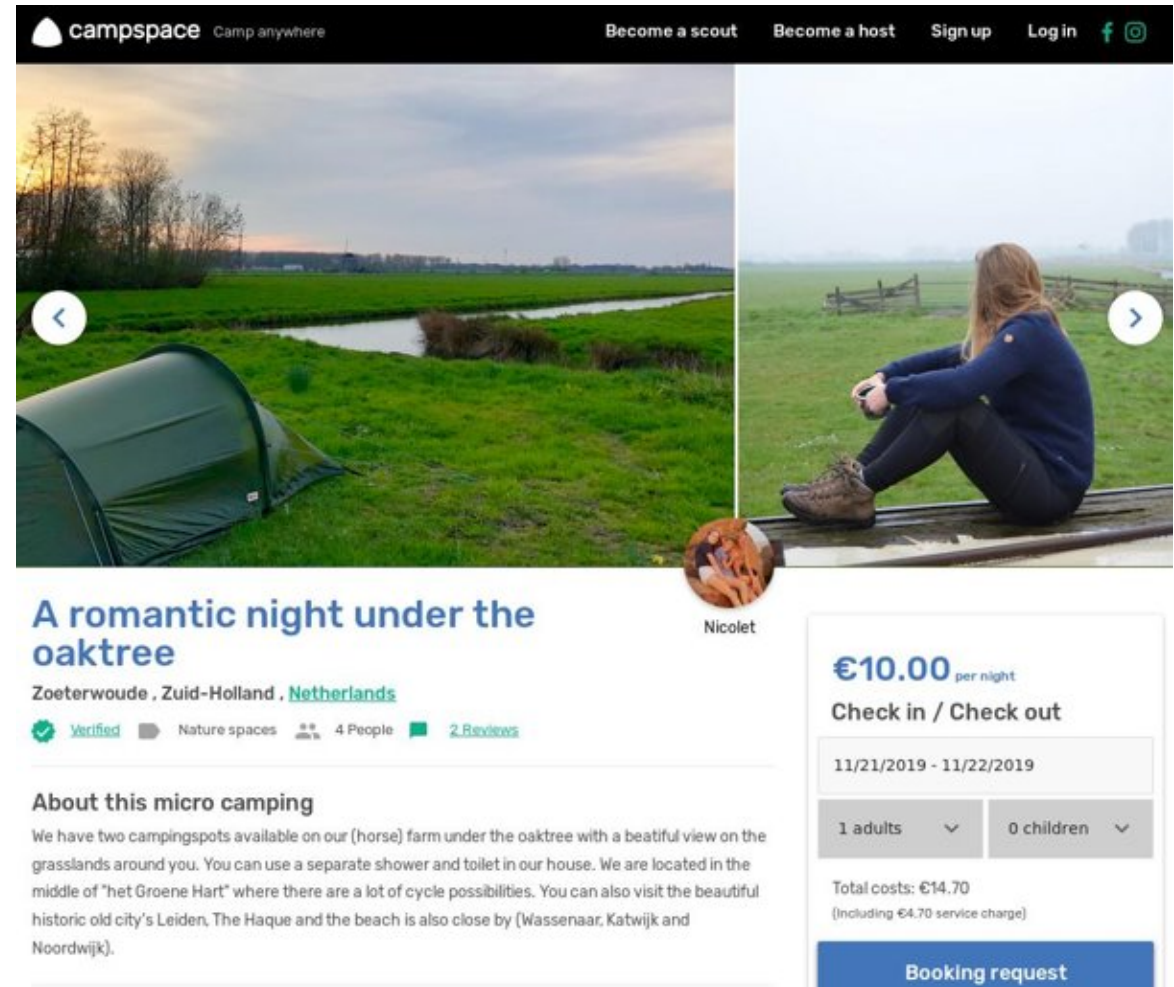 campspace Camp anywhere
Become a scout Become a host Sign up Log in
Nicolet
A romantic night under the
oaktree
Zoeterwoude , Zuid-Holland , Netherlands
Verified Nature spaces 4 People 2 Reviews
About this micro camping
We have two campingspots available on our (horse) farm under the oaktree with a beatiful view on the
grasslands around you. You can use a separate shower and toilet in our house. We are located in the
middle of "het Groene Hart" where there are a lot of cycle possibilities. You can also visit the beautiful
historic old city's Leiden, The Haque and the beach is also close by (Wassenaar, Katwijk and
Noordwijk).
€10.00 per night
Check in / Check out
11/21/2019 - 11/22/2019
1 adults 0 children
Total costs: €14.70
(Including €4.70 service charge)
Booking request